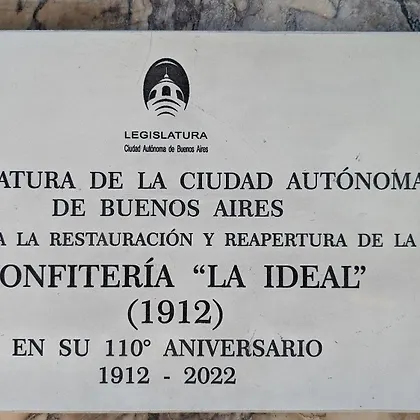 LEGISLATURA
Ciudad Autónoma de Buenos Aires
ATURA DE LA CIUDAD AUTÓNOMA
DE BUENOS AIRES
A LA RESTAURACIÓN Y REAPERTURA DE LA
ONFITERÍA “LA IDEAL”
(1912)
EN SU 110° ANIVERSARIO
1912 - 2022